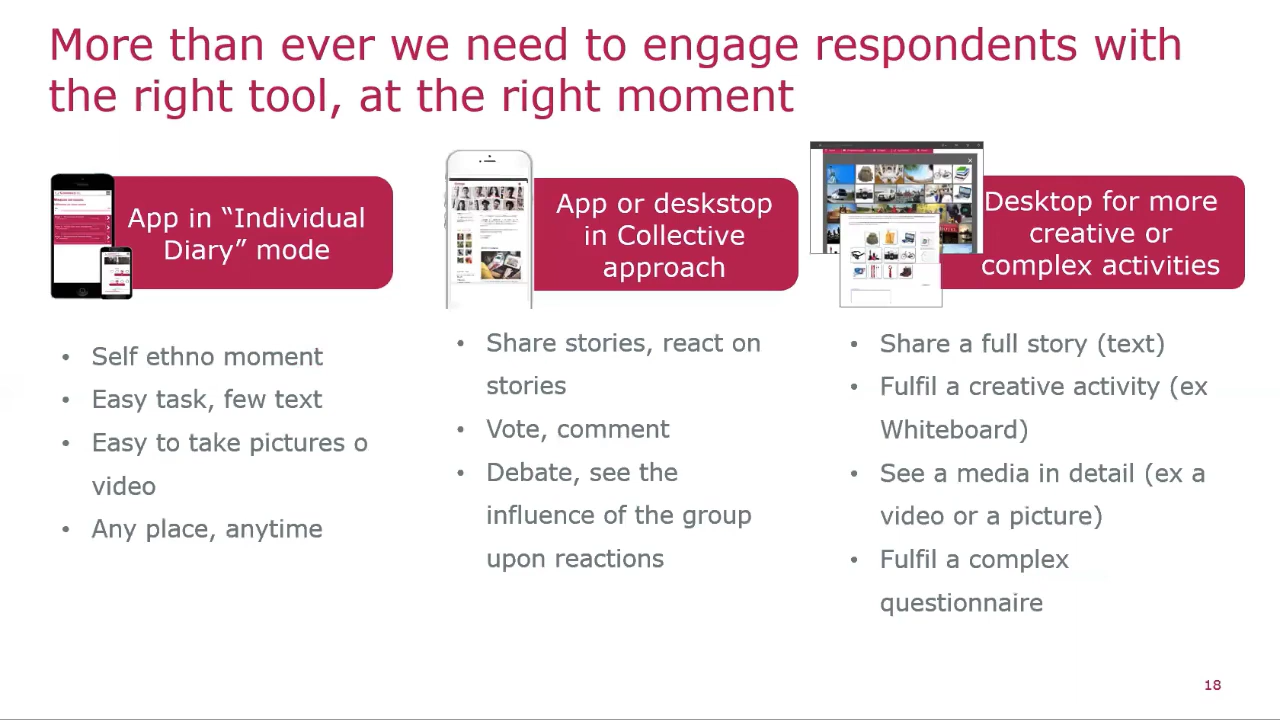 More than ever we need to engage respondents with
the right tool, at the right moment
App in “Individual
Diary” mode
• Self ethno moment
• Easy task, few text
• Easy to take pictures o
video
• Any place, anytime
App or deskstop
in Collective
approach
• Share stories, react on
stories
• Vote, comment
• Debate, see the
influence of the group
upon reactions
Desktop for more
creative or
complex activities
• Share a full story (text)
• Fulfil a creative activity (ex
Whiteboard)
• See a media in detail (ex a
video or a picture)
• Fulfil a complex
questionnaire
18